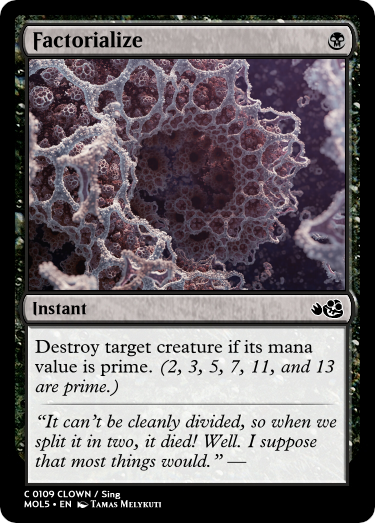 Factorialize
Instant
Destroy target creature if its mana
value is prime. (2, 3, 5, 7, 11, and 13
are prime.)
"It can't be cleanly divided, so when we
split it in two, it died! Well. I suppose
that most things would." —
C 0109 CLOWN / Sing
MOL5 • EN Tamas Melykuti